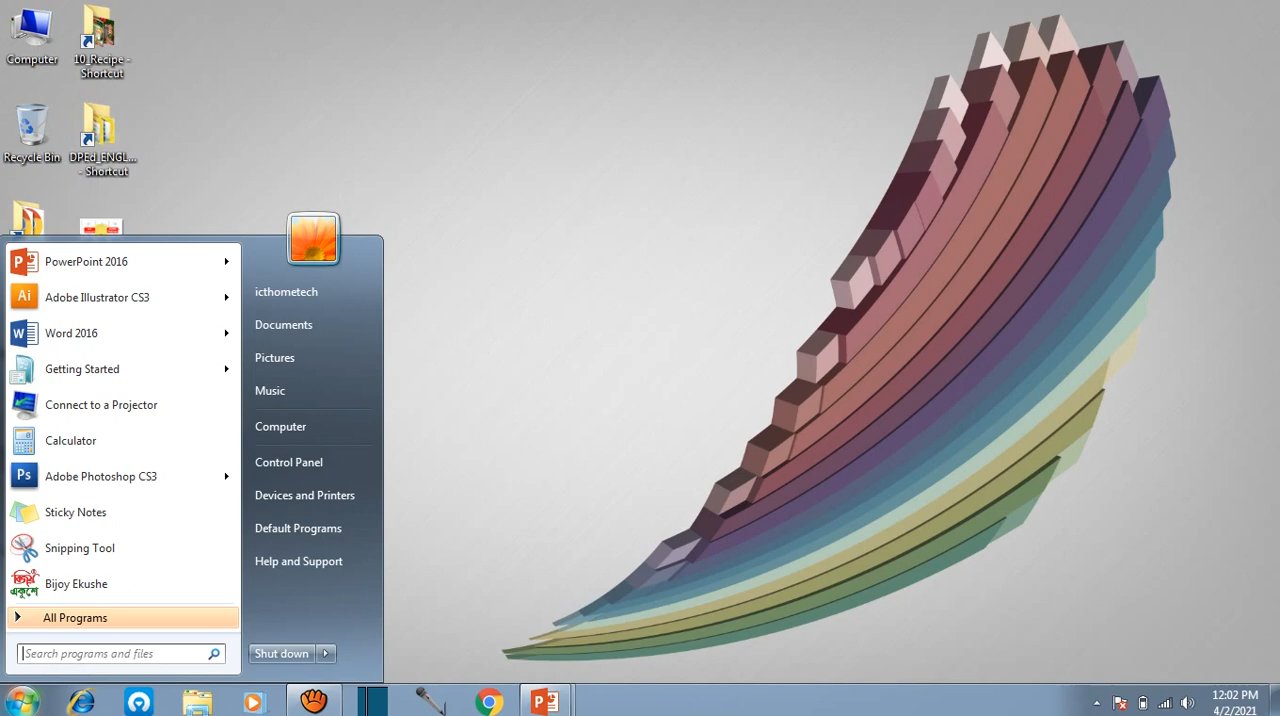 Computer
10_Recipe -
Shortcut
Recycle Bin
DPEd_ENGL...
- Shortcut
PowerPoint 2016
Adobe Illustrator CS3
Word 2016
Getting Started
Connect to a Projector
Calculator
Adobe Photoshop CS3
Sticky Notes
Snipping Tool
Bijoy Ekushe
All Programs
Search programs and files
icthometech
Documents
Pictures
Music
Computer
Control Panel
Devices and Printers
Default Programs
Help and Support
Shut down
Ai
W
Ps
একুশে
P
P
12:02 PM
4/2/2021